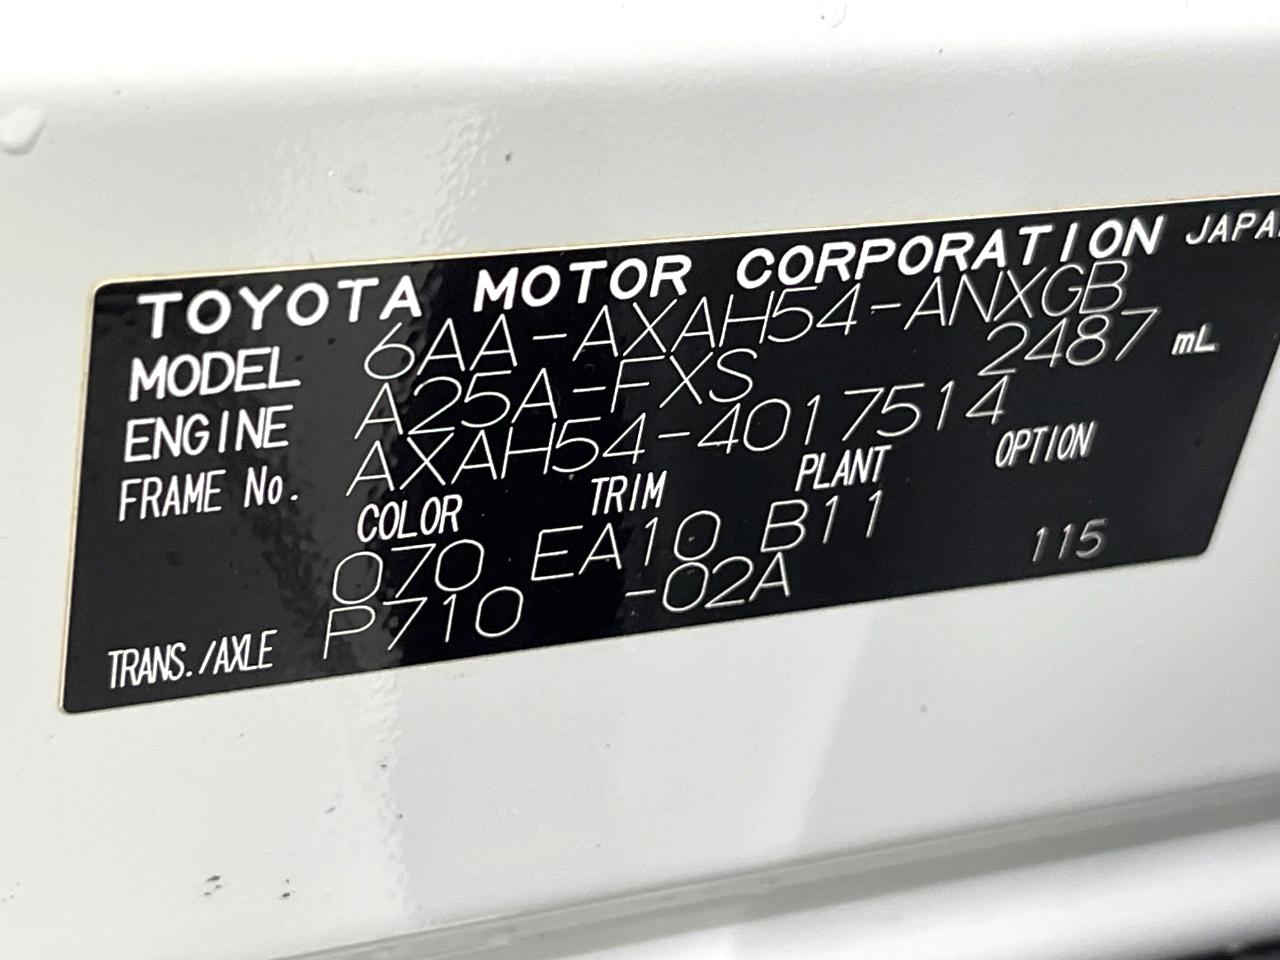 TOYOTA MOTOR CORPORATION JAPAN
MODEL 6AA-AXAH54-ANXGB
ENGINE A25A-FXS 2487 mL
FRAME No. AXAH54-4017514
COLOR TRIM PLANT OPTION
070 EA10 B11
TRANS./AXLE P710 -02A 115